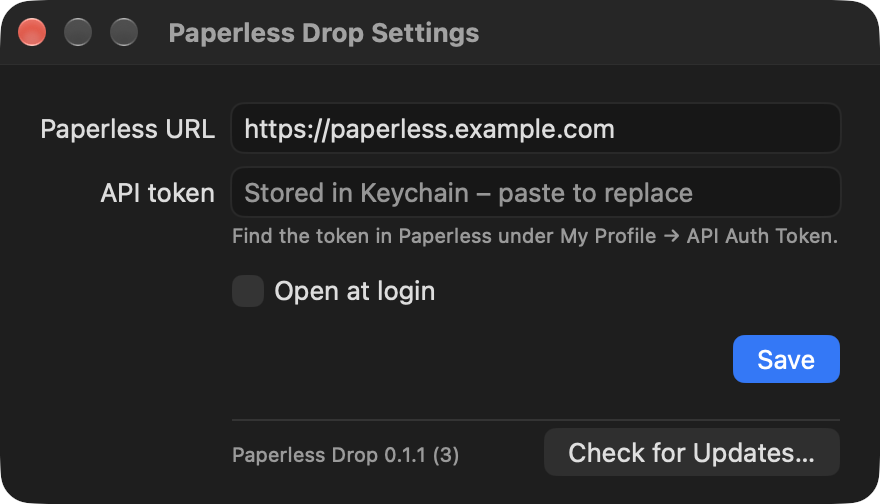 Paperless Drop Settings
Paperless URL https://paperless.example.com
API token Stored in Keychain – paste to replace
Find the token in Paperless under My Profile → API Auth Token.
Open at login
Save
Paperless Drop 0.1.1 (3) Check for Updates...